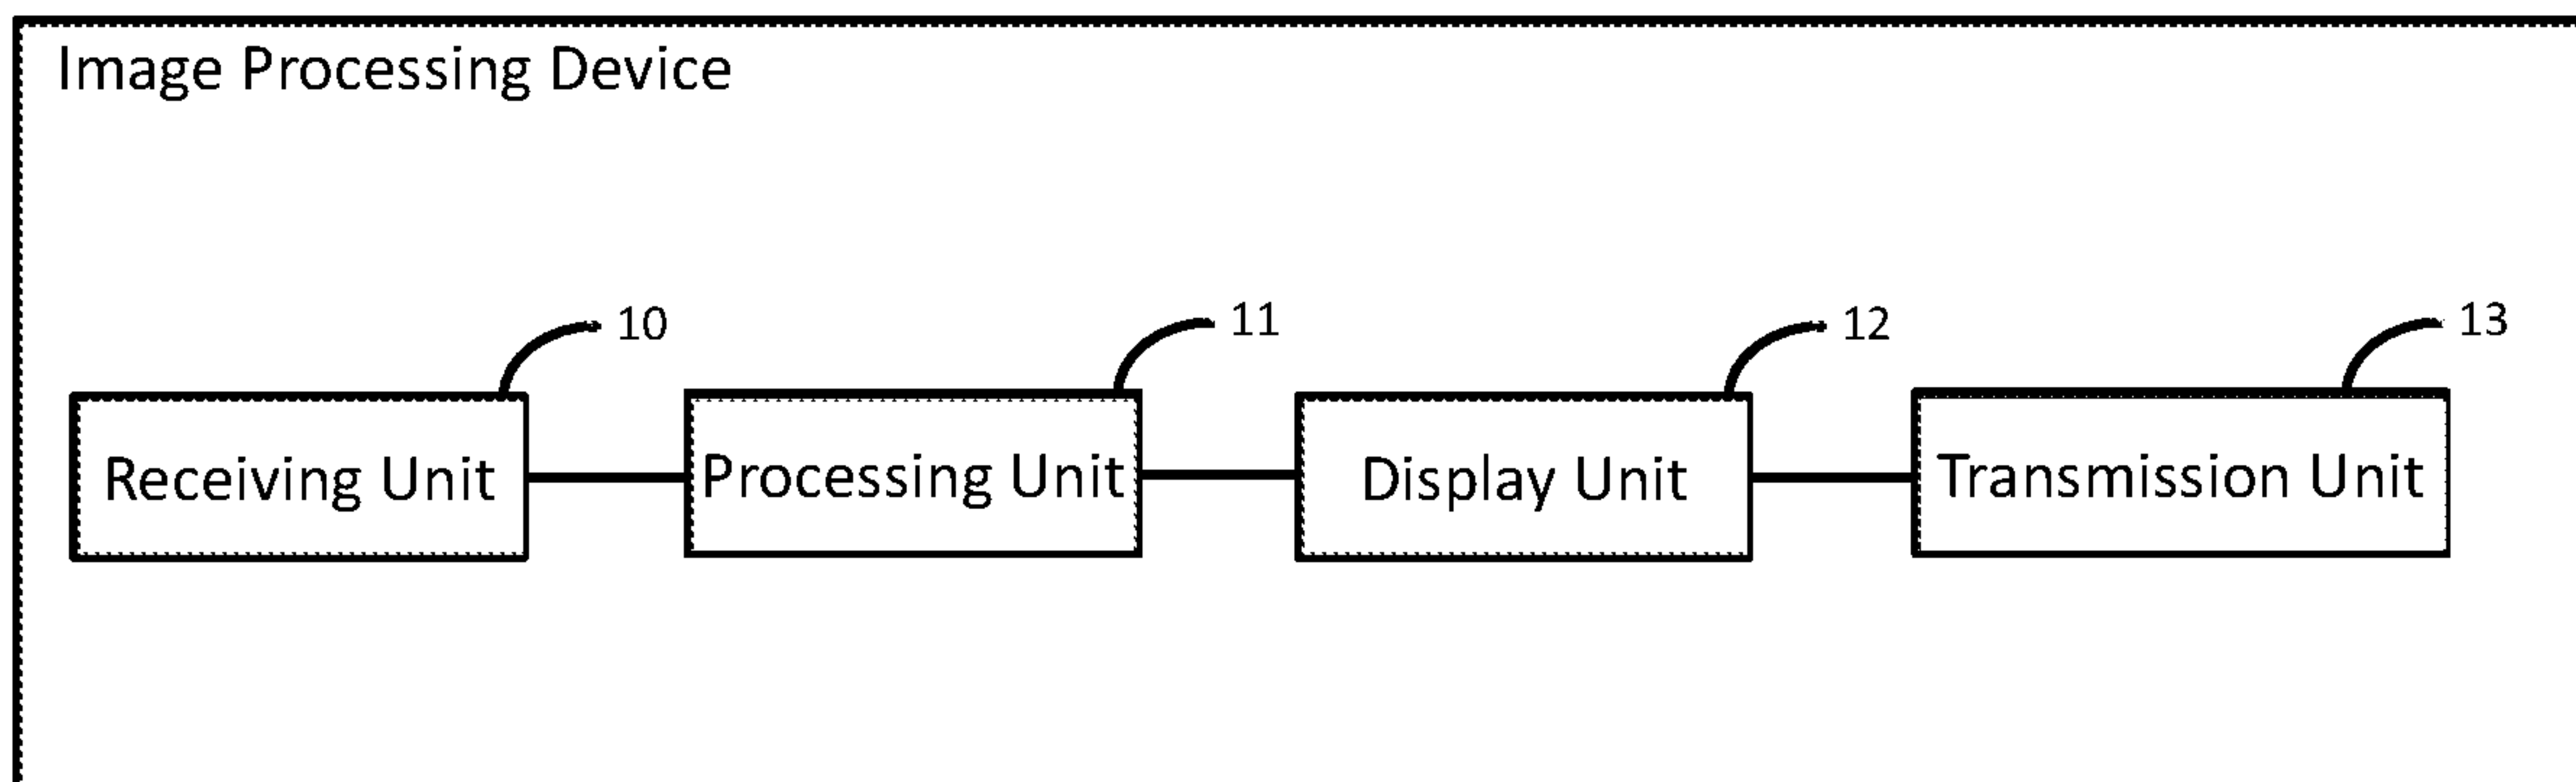 Image Processing Device
10
11
12
13
Receiving Unit
Processing Unit
Display Unit
Transmission Unit